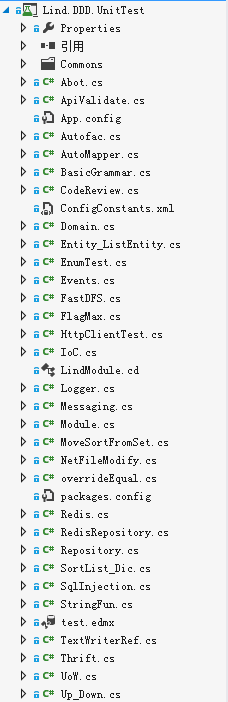 Lind.DDD.UnitTest
Properties
引用
Commons
Abot.cs
ApiValidate.cs
App.config
Autofac.cs
AutoMapper.cs
BasicGrammar.cs
CodeReview.cs
ConfigConstants.xml
Domain.cs
Entity_ListEntity.cs
EnumTest.cs
Events.cs
FastDFS.cs
FlagMax.cs
HttpClientTest.cs
IoC.cs
LindModule.cd
Logger.cs
Messaging.cs
Module.cs
MoveSortFromSet.cs
NetFileModify.cs
overrideEqual.cs
packages.config
Redis.cs
RedisRepository.cs
Repository.cs
SortList_Dic.cs
SqlInjection.cs
StringFun.cs
test.edmx
TextWriterRef.cs
Thrift.cs
UoW.cs
Up_Down.cs